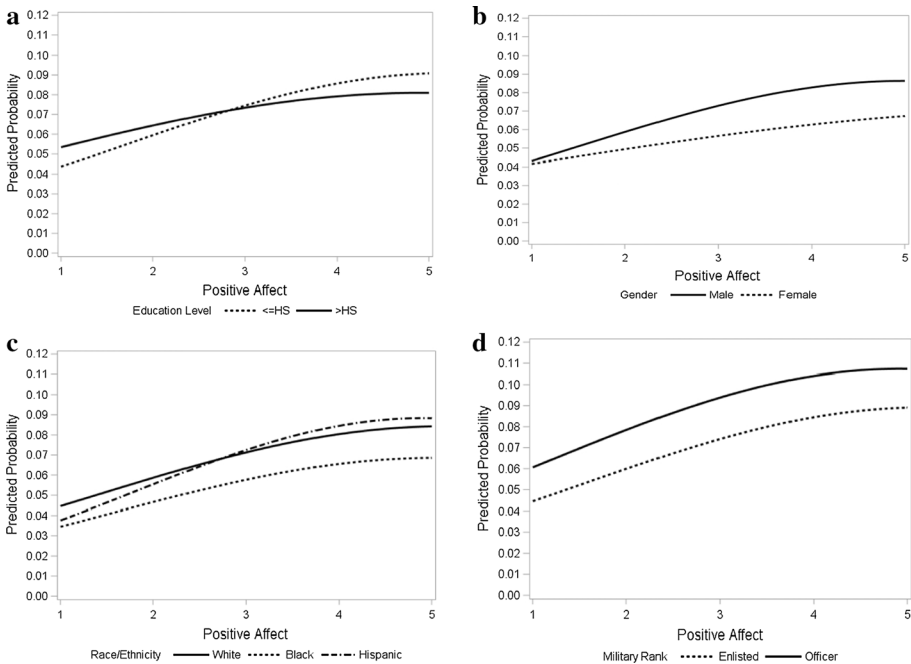 a
0.12
0.11
0.10
0.09
0.08
0.07
0.06
0.05
0.04
0.03
0.02
0.01
0.00
Predicted Probability
1 2 3 4 5
Positive Affect
Education Level <=HS >HS
b
0.12
0.11
0.10
0.09
0.08
0.07
0.06
0.05
0.04
0.03
0.02
0.01
0.00
Predicted Probability
1 2 3 4 5
Positive Affect
Gender Male Female
c
0.12
0.11
0.10
0.09
0.08
0.07
0.06
0.05
0.04
0.03
0.02
0.01
0.00
Predicted Probability
1 2 3 4 5
Positive Affect
Race/Ethnicity White Black Hispanic
d
0.12
0.11
0.10
0.09
0.08
0.07
0.06
0.05
0.04
0.03
0.02
0.01
0.00
Predicted Probability
1 2 3 4 5
Positive Affect
Military Rank Enlisted Officer